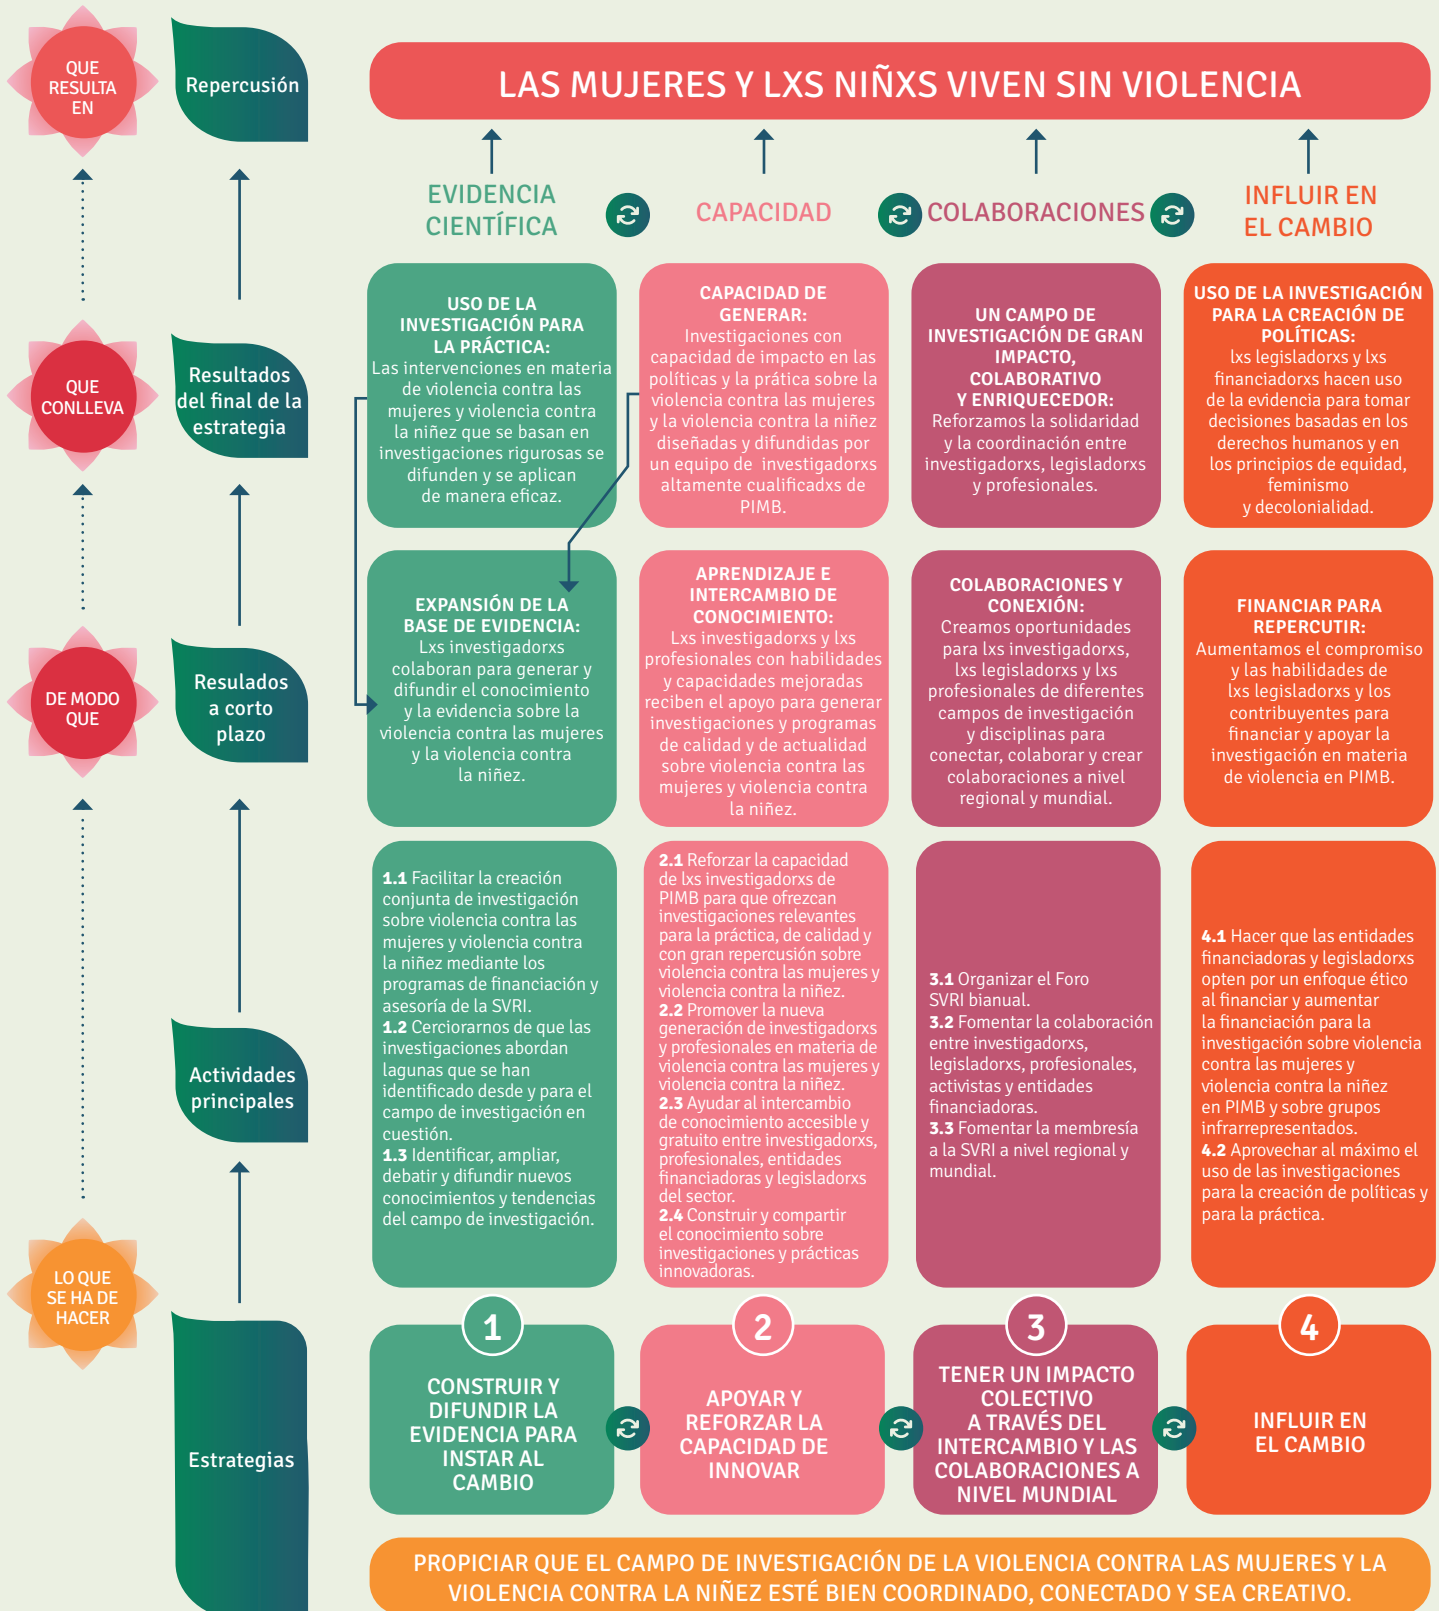 QUE
RESULTA
EN
Repercusión
LAS MUJERES Y LXS NIÑXS VIVEN SIN VIOLENCIA
EVIDENCIA
CIENTÍFICA
CAPACIDAD
COLABORACIONES
INFLUIR EN
EL CAMBIO
QUE
CONLLEVA
Resultados
del final de la
estrategia
USO DE LA
INVESTIGACIÓN PARA
LA PRÁCTICA:
Las intervenciones en materia
de violencia contra las
mujeres y violencia contra
la niñez que se basan en
investigaciones rigurosas se
difunden y se aplican
de manera eficaz.
CAPACIDAD DE
GENERAR:
Investigaciones con
capacidad de impacto en las
políticas y la prática sobre la
violencia contra las mujeres
y la violencia contra la niñez
diseñadas y difundidas por
un equipo de investigadorxs
altamente cualificadxs de
PIMB.
UN CAMPO DE
INVESTIGACIÓN DE GRAN
IMPACTO,
COLABORATIVO
Y ENRIQUECEDOR:
Reforzamos la solidaridad
y la coordinación entre
investigadorxs, legisladorxs
y profesionales.
USO DE LA INVESTIGACIÓN
PARA LA CREACIÓN DE
POLÍTICAS:
lxs legisladorxs y lxs
financiadorxs hacen uso
de la evidencia para tomar
decisiones basadas en los
derechos humanos y en
los principios de equidad,
feminismo
y decolonialidad.
DE MODO
QUE
Resulados
a corto
plazo
EXPANSIÓN DE LA
BASE DE EVIDENCIA:
Lxs investigadorxs
colaboran para generar y
difundir el conocimiento
y la evidencia sobre la
violencia contra las mujeres
y la violencia contra
la niñez.
APRENDIZAJE E
INTERCAMBIO DE
CONOCIMIENTO:
Lxs investigadorxs y lxs
profesionales con habilidades
y capacidades mejoradas
reciben el apoyo para generar
investigaciones y programas
de calidad y de actualidad
sobre violencia contra las
mujeres y violencia contra
la niñez.
COLABORACIONES Y
CONEXIÓN:
Creamos oportunidades
para lxs investigadorxs,
lxs legisladorxs y lxs
profesionales de diferentes
campos de investigación
y disciplinas para
conectar, colaborar y crear
colaboraciones a nivel
regional y mundial.
FINANCIAR PARA
REPERCUTIR:
Aumentamos el compromiso
y las habilidades de
lxs legisladorxs y los
contribuyentes para
financiar y apoyar la
investigación en materia
de violencia en PIMB.
Actividades
principales
1.1 Facilitar la creación
conjunta de investigación
sobre violencia contra las
mujeres y violencia contra
la niñez mediante los
programas de financiación y
asesoría de la SVRI.
1.2 Cerciorarnos de que las
investigaciones abordan
lagunas que se han
identificado desde y para el
campo de investigación en
cuestión.
1.3 Identificar, ampliar,
debatir y difundir nuevos
conocimientos y tendencias
del campo de investigación.
2.1 Reforzar la capacidad
de lxs investigadorxs de
PIMB para que ofrezcan
investigaciones relevantes
para la práctica, de calidad y
con gran repercusión sobre
violencia contra las mujeres y
violencia contra la niñez.
2.2 Promover la nueva
generación de investigadorxs
y profesionales en materia de
violencia contra las mujeres y
violencia contra la niñez.
2.3 Ayudar al intercambio
de conocimiento accesible y
gratuito entre investigadorxs,
profesionales, entidades
financiadoras y legisladorxs
del sector.
2.4 Construir y compartir
el conocimiento sobre
investigaciones y prácticas
innovadoras.
3.1 Organizar el Foro
SVRI bianual.
3.2 Fomentar la colaboración
entre investigadorxs,
legisladorxs, profesionales,
activistas y entidades
financiadoras.
3.3 Fomentar la membresía
a la SVRI a nivel regional y
mundial.
4.1 Hacer que las entidades
financiadoras y legisladorxs
opten por un enfoque ético
al financiar y aumentar
la financiación para la
investigación sobre violencia
contra las mujeres y
violencia contra la niñez
en PIMB y sobre grupos
infrarrepresentados.
4.2 Aprovechar al máximo el
uso de las investigaciones
para la creación de políticas y
para la práctica.
LO QUE
SE HA DE
HACER
Estrategias
1
CONSTRUIR Y
DIFUNDIR LA
EVIDENCIA PARA
INSTAR AL
CAMBIO
2
APOYAR Y
REFORZAR LA
CAPACIDAD DE
INNOVAR
3
TENER UN IMPACTO
COLECTIVO
A TRAVÉS DEL
INTERCAMBIO Y LAS
COLABORACIONES A
NIVEL MUNDIAL
4
INFLUIR EN
EL CAMBIO
PROPICIAR QUE EL CAMPO DE INVESTIGACIÓN DE LA VIOLENCIA CONTRA LAS MUJERES Y LA
VIOLENCIA CONTRA LA NIÑEZ ESTÉ BIEN COORDINADO, CONECTADO Y SEA CREATIVO.